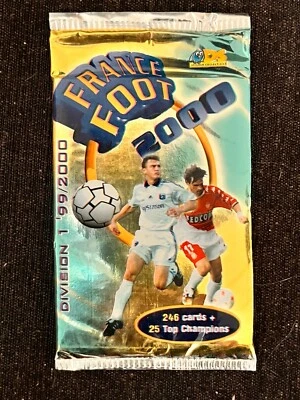 FRANCE
FOOT
2000
DIVISION 1 '99/2000
246 cards +
25 Top Champions